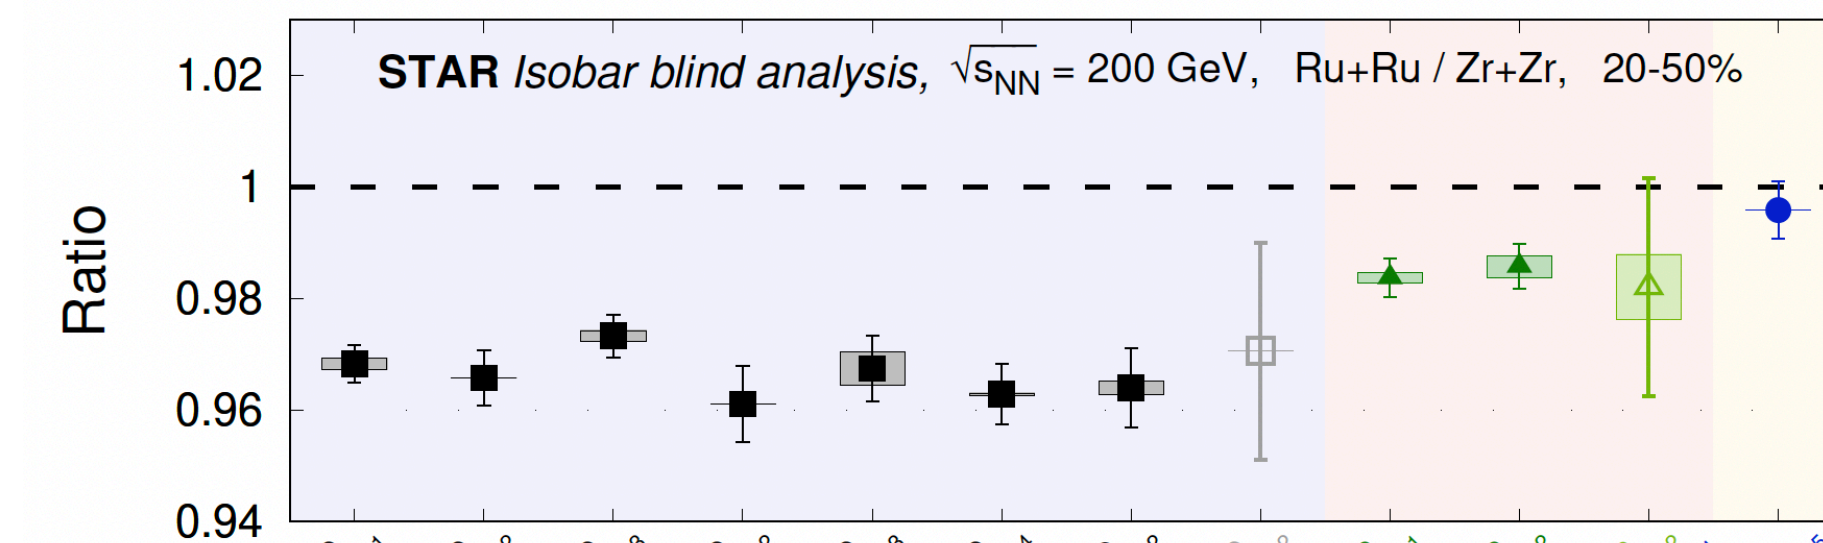 STAR Isobar blind analysis, √sNN = 200 GeV, Ru+Ru / Zr+Zr, 20-50%
1.02
1
0.98
0.96
0.94
Ratio